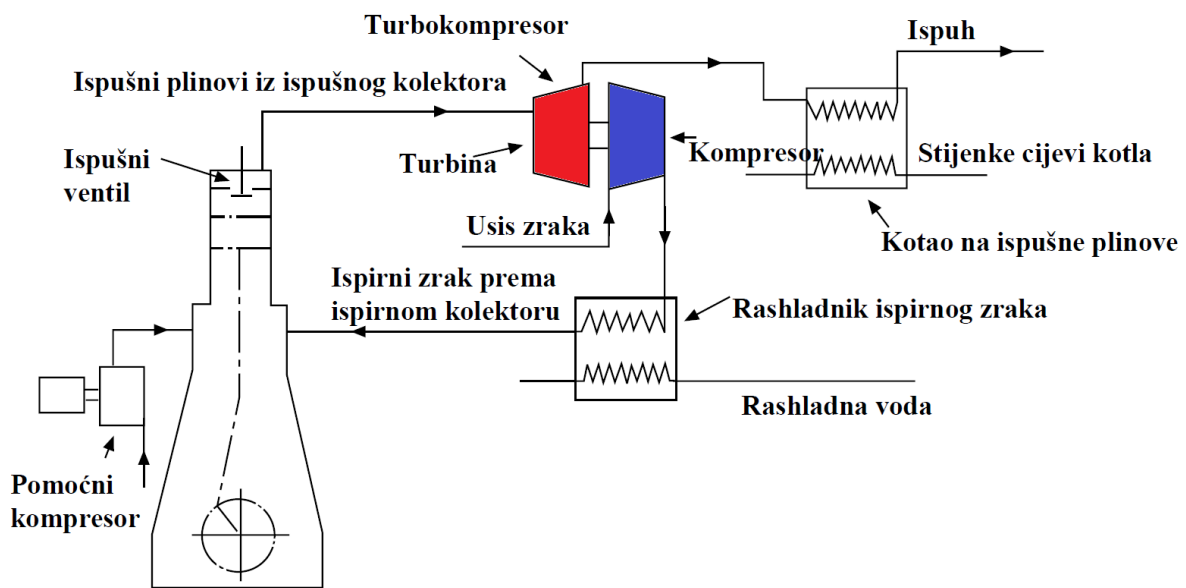 Turbokompresor
Ispuh
Ispušni plinovi iz ispušnog kolektora
Ispušni
ventil
Turbina
Kompresor
Stijenke cijevi kotla
Usis zraka
Kotao na ispušne plinove
Ispirni zrak prema
ispirnom kolektoru
Rashladnik ispirnog zraka
Rashladna voda
Pomoćni
kompresor